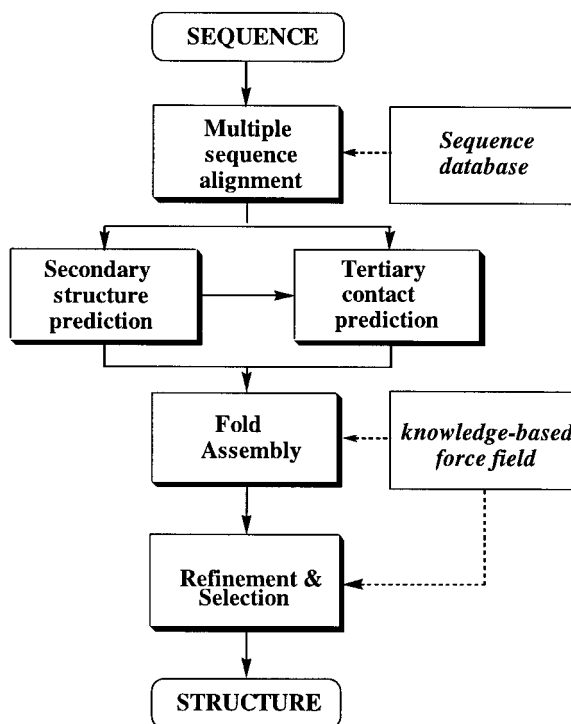 SEQUENCE
Multiple
sequence
alignment
Sequence
database
Secondary
structure
prediction
Tertiary
contact
prediction
Fold
Assembly
knowledge-based
force field
Refinement &
Selection
STRUCTURE